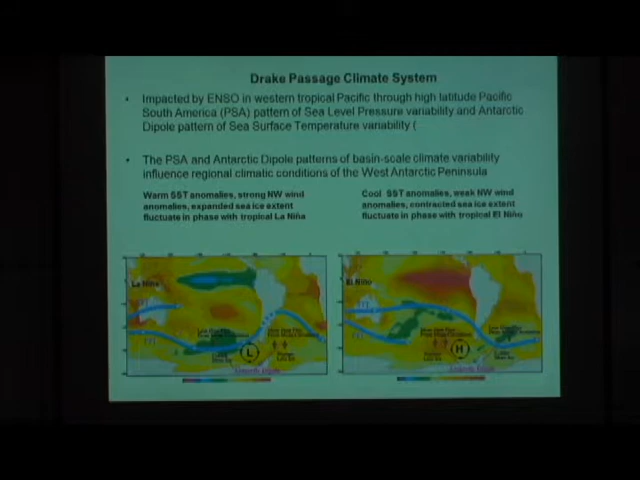 Drake Passage Climate System
• Impacted by ENSO in western tropical Pacific through high latitude Pacific
South America (PSA) pattern of Sea Level Pressure variability and Antarctic
Dipole pattern of Sea Surface Temperature variability (
• The PSA and Antarctic Dipole patterns of basin-scale climate variability
influence regional climatic conditions of the West Antarctic Peninsula
Warm SST anomalies, strong NW wind
anomalies, expanded sea ice extent
fluctuate in phase with tropical La Niña
Cool SST anomalies, weak NW wind
anomalies, contracted sea ice extent
fluctuate in phase with tropical El Niño
La Niña
El Niño
L
H
Antarctic Dipole